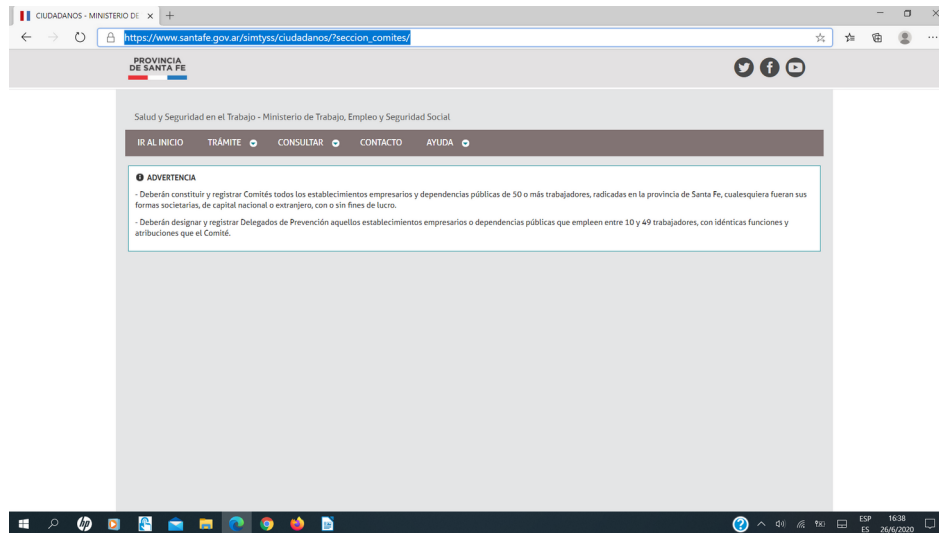 CIUDADANOS - MINISTERIO DE
https://www.santafe.gov.ar/simtyss/ciudadanos/?seccion_comites/
PROVINCIA
DE SANTA FE
Salud y Seguridad en el Trabajo - Ministerio de Trabajo, Empleo y Seguridad Social
IR AL INICIO TRÁMITE CONSULTAR CONTACTO AYUDA
ADVERTENCIA
- Deberán constituir y registrar Comités todos los establecimientos empresarios y dependencias públicas de 50 o más trabajadores, radicadas en la provincia de Santa Fe, cualesquiera fueran sus
formas societarias, de capital nacional o extranjero, con o sin fines de lucro.
- Deberán designar y registrar Delegados de Prevención aquellos establecimientos empresarios o dependencias públicas que empleen entre 10 y 49 trabajadores, con idénticas funciones y
atribuciones que el Comité.
hp
ESP 16:38
ES 26/6/2020